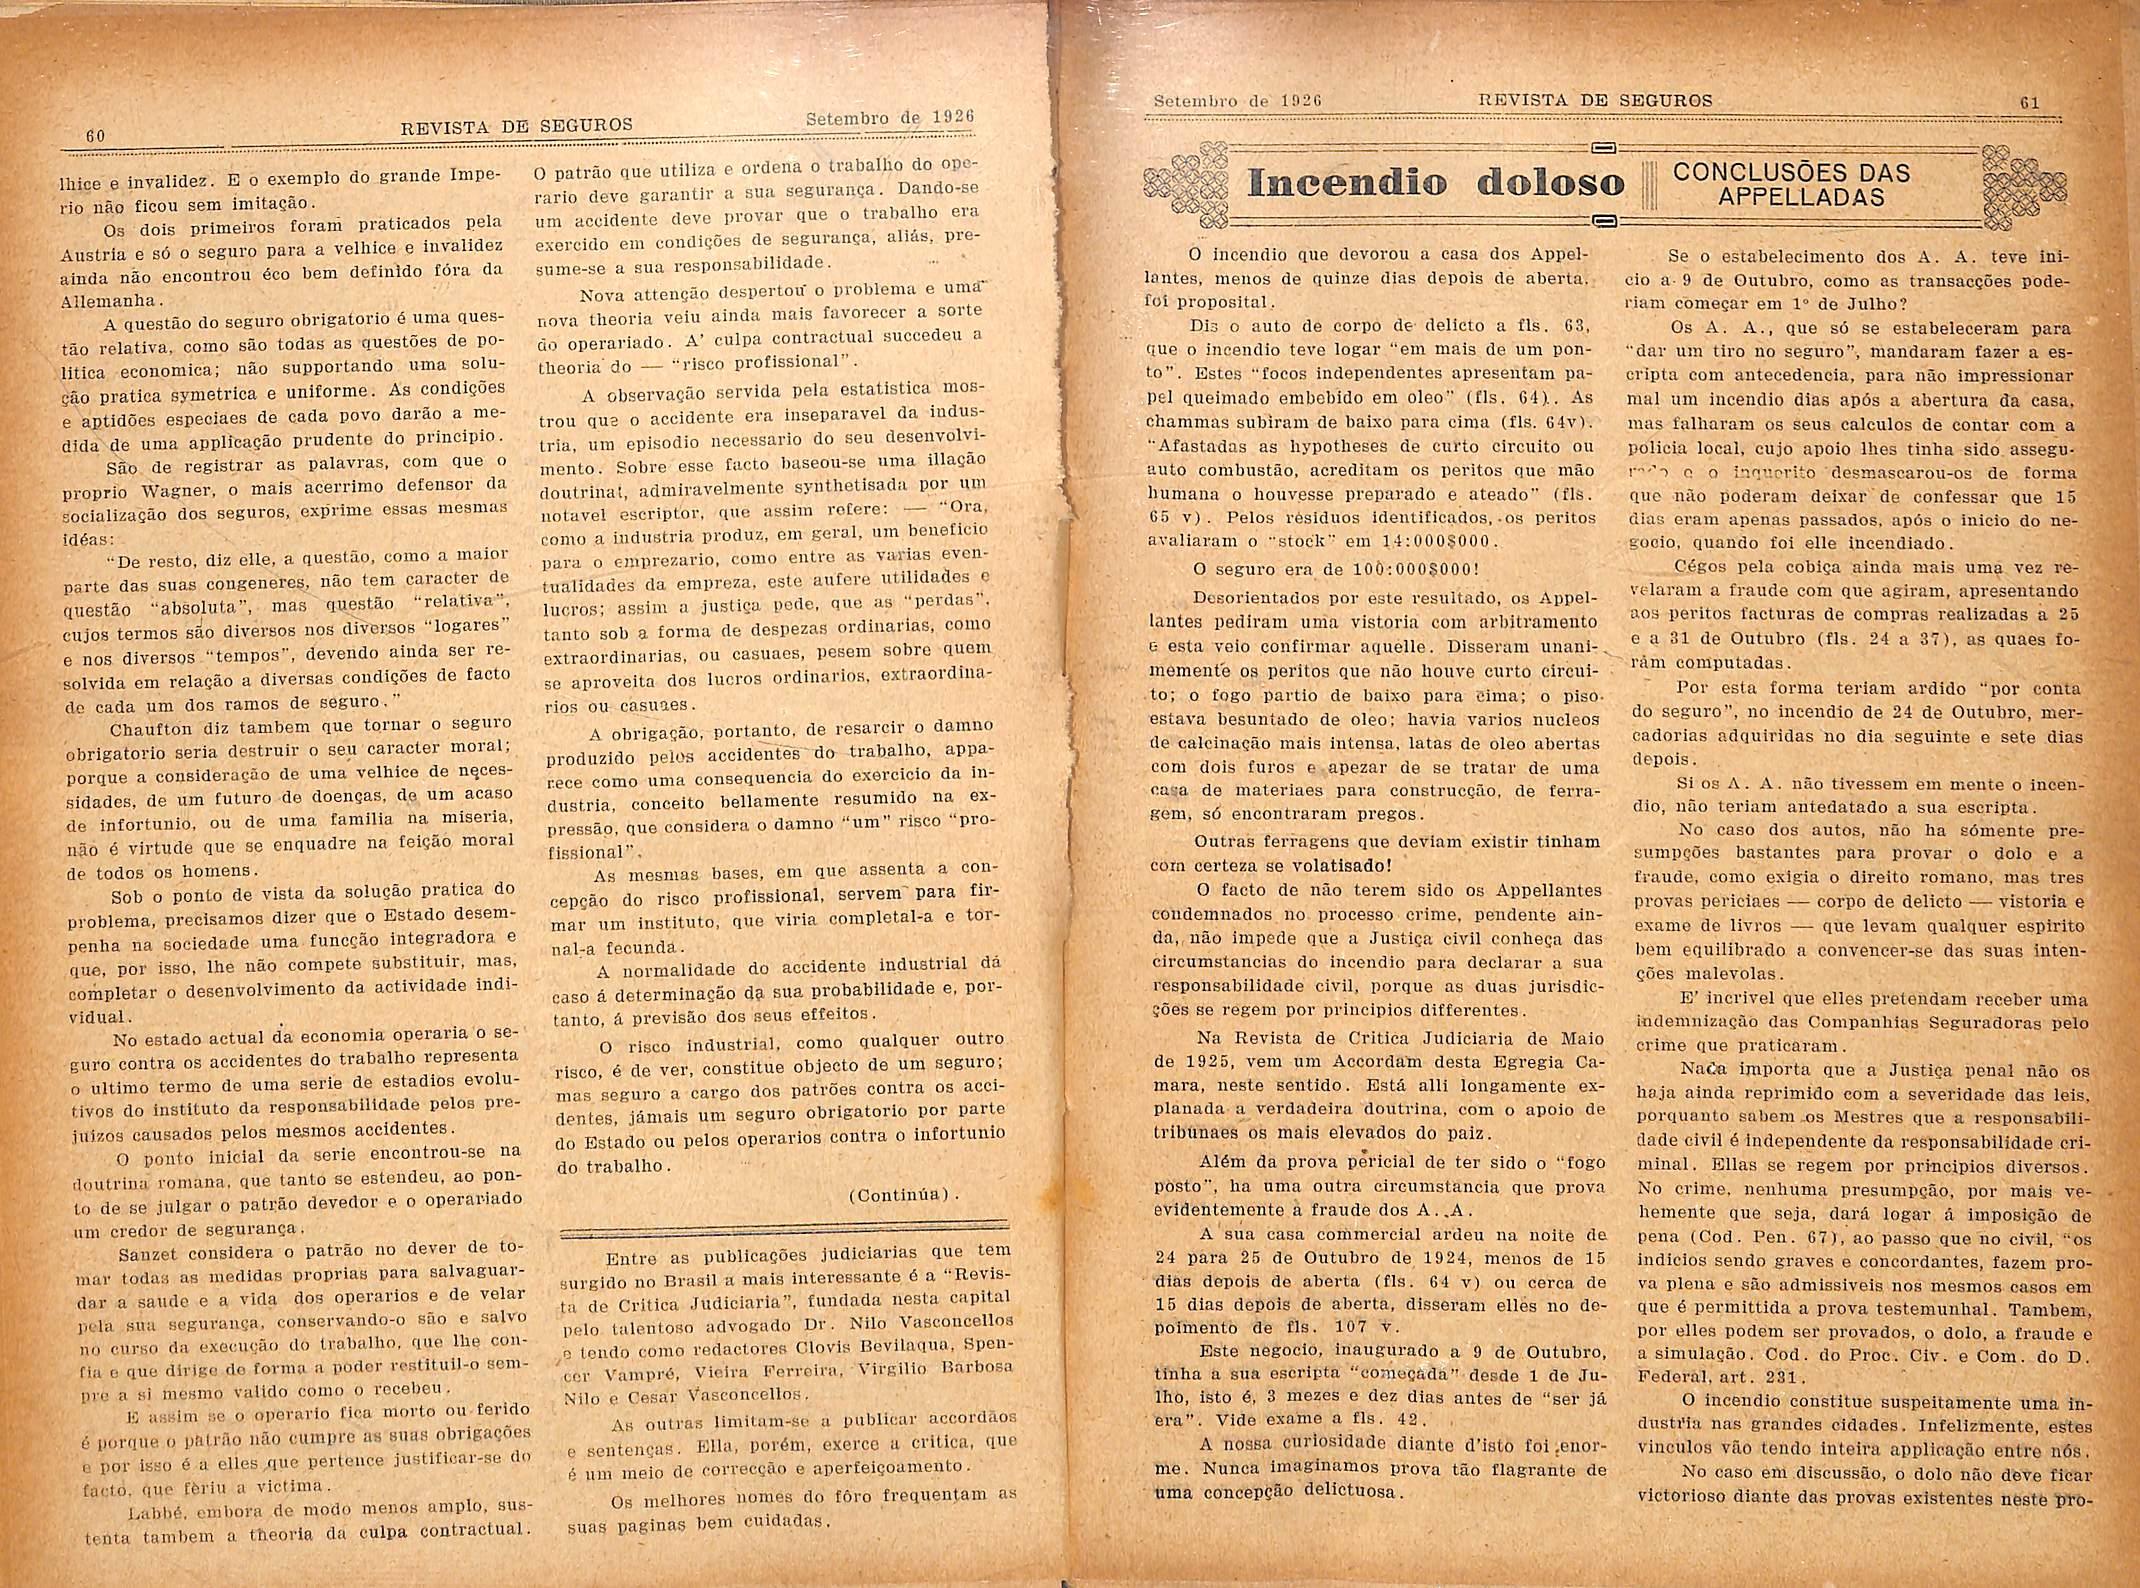 60
REVISTA DE SEGUROS
Setembro de 1926
lhice e invalidez. E o exemplo do grande Impe-
rio não ficou sem imitação.
Os dois primeiros foram praticados pela
Austria e só o seguro para a velhice e invalidez
ainda não encontrou éco bem definido fóra da
Allemanha.
A questão do seguro obrigatorio é uma ques-
tão relativa, como são todas as questões de po-
litica economica; não supportando uma solu-
ção pratica symetrica e uniforme. As condições
e aptidões especiaes de cada povo darão a me-
dida de uma applicação prudente do principio.
São de registrar as palavras, com que o
proprio Wagner, o mais acerrimo defensor da
socialização dos seguros, exprime essas mesmas
idéas:
"De resto, diz elle, a questão, como a maior
parte das suas congeneres, não tem caracter de
questão "absoluta", mas questão "relativa",
cujos termos são diversos nos diversos "logares"
e nos diversos "tempos", devendo ainda ser re-
solvida em relação a diversas condições de facto
de cada um dos ramos de seguro."
Chaufton diz tambem que tornar o seguro
obrigatorio seria destruir o seu caracter moral;
porque a consideração de uma velhice de neces-
sidades, de um futuro de doenças, de um acaso
de infortunio, ou de uma familia na miseria,
não é virtude que se enquadre na feição moral
de todos os homens.
Sob o ponto de vista da solução pratica do
problema, precisamos dizer que o Estado desem-
penha na sociedade uma funcção integradora e
que, por isso, lhe não compete substituir, mas,
completar o desenvolvimento da actividade indi-
vidual.
No estado actual da economia operaria o se-
guro contra os accidentes do trabalho representa
o ultimo termo de uma serie de estadios evolu-
tivos do instituto da responsabilidade pelos pre-
juizos causados pelos mesmos accidentes.
O ponto inicial da serie encontrou-se na
doutrina romana, que tanto se estendeu, ao pon-
to de se julgar o patrão devedor e o operariado
um credor de segurança.
Sanzet considera o patrão no dever de to-
mar todas as medidas proprias para salvaguar-
dar a saude e a vida dos operarios e de velar
pela sua segurança, conservando-o são e salvo
no curso da execução do trabalho, que lhe con-
fia e que dirige de forma a poder restituil-o sem-
pre a si mesmo valido como o recebeu.
E assim se o operario fica morto ou ferido
é porque o patrão não cumpre as suas obrigações
e por isso é a elles que pertence justificar-se do
facto, que feriu a victima.
Labbé, embora de modo menos amplo, sus-
tenta tambem a theoria da culpa contractual.
O patrão que utiliza e ordena o trabalho do ope-
rario deve garantir a sua segurança. Dando-se
um accidente deve provar que o trabalho era
exercido em condições de segurança, aliás, pre-
sume-se a sua responsabilidade.
Nova attenção despertou o problema e uma
nova theoria veiu ainda mais favorecer a sorte
do operariado. A' culpa contractual succedeu a
theoria do — "risco profissional".
A observação servida pela estatistica mos-
trou que o accidente era inseparavel da indus-
tria, um episodio necessario do seu desenvolvi-
mento. Sobre esse facto baseou-se uma illação
doutrinal, admiravelmente synthetisada por um
notavel escriptor, que assim refere: — "Ora,
como a industria produz, em geral, um beneficio
para o emprezario, como entre as varias even-
tualidades da empreza, este aufere utilidades e
lucros; assim a justiça pede, que as "perdas",
tanto sob a forma de despezas ordinarias, como
extraordinarias, ou casuaes, pesem sobre quem
se aproveita dos lucros ordinarios, extraordina-
rios ou casuaes.
A obrigação, portanto, de resarcir o damno
produzido pelos accidentes do trabalho, appa-
rece como uma consequencia do exercicio da in-
dustria, conceito bellamente resumido na ex-
pressão, que considera o damno "um" risco "pro-
fissional".
As mesmas bases, em que assenta a con-
cepção do risco profissional, servem para fir-
mar um instituto, que viria completal-a e tor-
nal-a fecunda.
A normalidade do accidente industrial dá
caso á determinação da sua probabilidade e, por-
tanto, á previsão dos seus effeitos.
O risco industrial, como qualquer outro
risco, é de ver, constitue objecto de um seguro;
mas seguro a cargo dos patrões contra os acci-
dentes, jámais um seguro obrigatorio por parte
do Estado ou pelos operarios contra o infortunio
do trabalho.
(Continúa).
Entre as publicações judiciarias que tem
surgido no Brasil a mais interessante é a "Revis-
ta de Critica Judiciaria", fundada nesta capital
pelo talentoso advogado Dr. Nilo Vasconcellos
e tendo como redactores Clovis Bevilaqua, Spen-
cer Vampré, Vieira Ferreira, Virgilio Barbosa
Nilo e Cesar Vasconcellos.
As outras limitam-se a publicar accordãos
e sentenças. Ella, porém, exerce a critica, que
é um meio de correcção e aperfeiçoamento.
Os melhores nomes do fôro frequentam as
suas paginas bem cuidadas.
Setembro de 1926
REVISTA DE SEGUROS
61
Incendio doloso
CONCLUSÕES DAS
APPELLADAS
O incendio que devorou a casa dos Appel-
lantes, menos de quinze dias depois de aberta,
foi proposital.
Dis o auto de corpo de delicto a fls. 63,
que o incendio teve logar "em mais de um pon-
to". Estes "focos independentes apresentam pa-
pel queimado embebido em oleo" (fls. 64). As
chammas subiram de baixo para cima (fls. 64v).
"Afastadas as hypotheses de curto circuito ou
auto combustão, acreditam os peritos que mão
humana o houvesse preparado e ateado" (fls.
65 v). Pelos residuos identificados, os peritos
avaliaram o "stock" em 14:000$000.
O seguro era de 100:000$000!
Desorientados por este resultado, os Appel-
lantes pediram uma vistoria com arbitramento
e esta veio confirmar aquelle. Disseram unani-
memente os peritos que não houve curto circui-
to; o fogo partio de baixo para cima; o piso
estava besuntado de oleo; havia varios nucleos
de calcinação mais intensa, latas de oleo abertas
com dois furos e apezar de se tratar de uma
casa de materiaes para construcção, de ferra-
gem, só encontraram pregos.
Outras ferragens que deviam existir tinham
com certeza se volatisado!
O facto de não terem sido os Appellantes
condemnados no processo crime, pendente ain-
da, não impede que a Justiça civil conheça das
circumstancias do incendio para declarar a sua
responsabilidade civil, porque as duas jurisdic-
ções se regem por principios differentes.
Na Revista de Critica Judiciaria de Maio
de 1925, vem um Accordam desta Egregia Ca-
mara, neste sentido. Está alli longamente ex-
planada a verdadeira doutrina, com o apoio de
tribunaes os mais elevados do paiz.
Além da prova pericial de ter sido o "fogo
posto", ha uma outra circumstancia que prova
evidentemente a fraude dos A. A.
A sua casa commercial ardeu na noite de
24 para 25 de Outubro de 1924, menos de 15
dias depois de aberta (fls. 64 v) ou cerca de
15 dias depois de aberta, disseram elles no de-
poimento de fls. 107 v.
Este negocio, inaugurado a 9 de Outubro,
tinha a sua escripta "começada" desde 1 de Ju-
lho, isto é, 3 mezes e dez dias antes de "ser já
era". Vide exame a fls. 42.
A nossa curiosidade diante d'isto foi enor-
me. Nunca imaginamos prova tão flagrante de
uma concepção delictuosa.
Se o estabelecimento dos A. A. teve ini-
cio a 9 de Outubro, como as transacções pode-
riam começar em 1º de Julho?
Os A. A., que só se estabeleceram para
"dar um tiro no seguro", mandaram fazer a es-
cripta com antecedencia, para não impressionar
mal um incendio dias após a abertura da casa,
mas falharam os seus calculos de contar com a
policia local, cujo apoio lhes tinha sido assegu-
rado e o inquerito desmascarou-os de forma
que não poderam deixar de confessar que 15
dias eram apenas passados, após o inicio do ne-
gocio, quando foi elle incendiado.
Cégos pela cobiça ainda mais uma vez re-
velaram a fraude com que agiram, apresentando
aos peritos facturas de compras realizadas a 25
e a 31 de Outubro (fls. 24 a 37), as quaes fo-
ram computadas.
Por esta forma teriam ardido "por conta
do seguro", no incendio de 24 de Outubro, mer-
cadorias adquiridas no dia seguinte e sete dias
depois.
Si os A. A. não tivessem em mente o incen-
dio, não teriam antedatado a sua escripta.
No caso dos autos, não ha sómente pre-
sumpções bastantes para provar o dolo e a
fraude, como exigia o direito romano, mas tres
provas periciaes — corpo de delicto — vistoria e
exame de livros — que levam qualquer espirito
bem equilibrado a convencer-se das suas inten-
ções malevolas.
E' incrivel que elles pretendam receber uma
indemnização das Companhias Seguradoras pelo
crime que praticaram.
Nada importa que a Justiça penal não os
haja ainda reprimido com a severidade das leis,
porquanto sabem os Mestres que a responsabili-
dade civil é independente da responsabilidade cri-
minal. Ellas se regem por principios diversos.
No crime, nenhuma presumpção, por mais ve-
hemente que seja, dará logar á imposição de
pena (Cod. Pen. 67), ao passo que no civil, "os
indicios sendo graves e concordantes, fazem pro-
va plena e são admissiveis nos mesmos casos em
que é permittida a prova testemunhal. Tambem,
por elles podem ser provados, o dolo, a fraude e
a simulação. Cod. do Proc. Civ. e Com. do D.
Federal, art. 231.
O incendio constitue suspeitamente uma in-
dustria nas grandes cidades. Infelizmente, estes
vinculos vão tendo inteira applicação entre nós.
No caso em discussão, o dolo não deve ficar
victorioso diante das provas existentes neste pro-